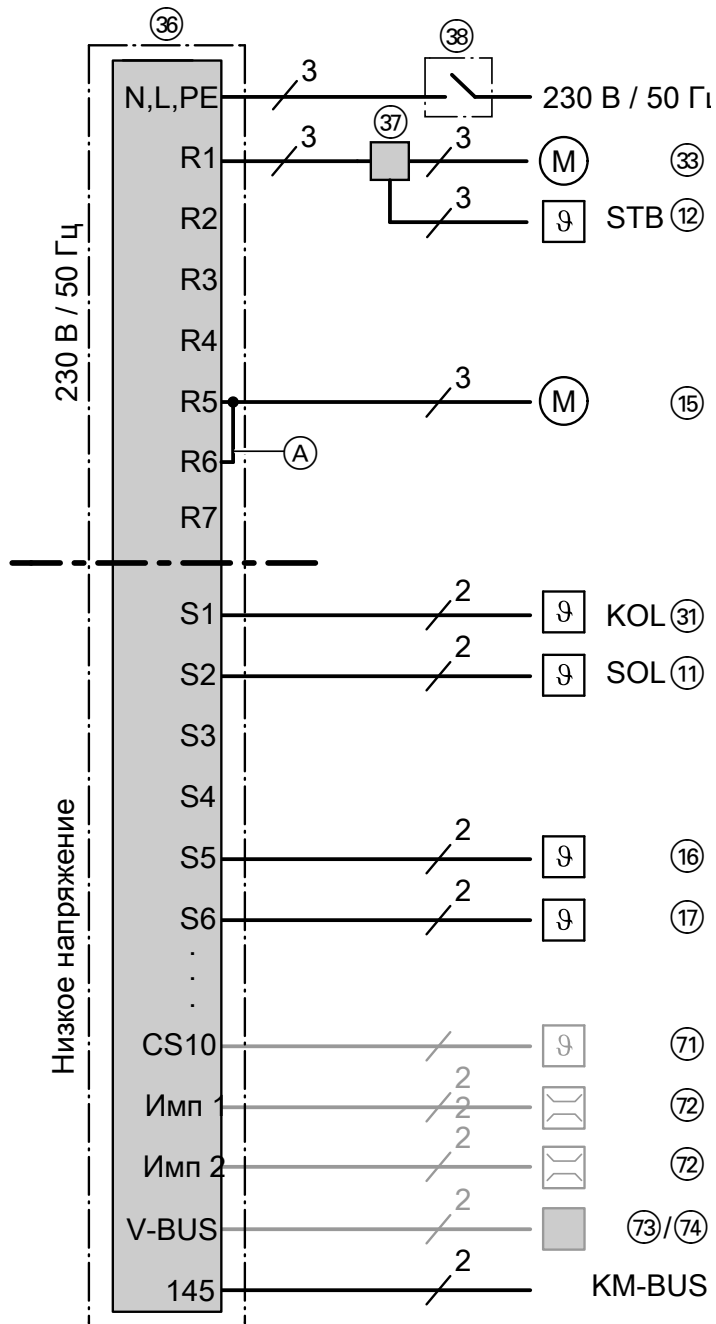 36
38
3
N,L,PE
230 В / 50 Гц
37
3
3
R1
M
33
3
R2
STB 12
230 В / 50 Гц
R3
R4
3
R5
M
15
R6
A
R7
2
S1
KOL 31
2
S2
SOL 11
S3
S4
Низкое напряжение
2
S5
16
2
S6
17
CS10
71
2
Имп 1
2
72
2
Имп 2
72
2
V-BUS
73/74
2
145
KM-BUS